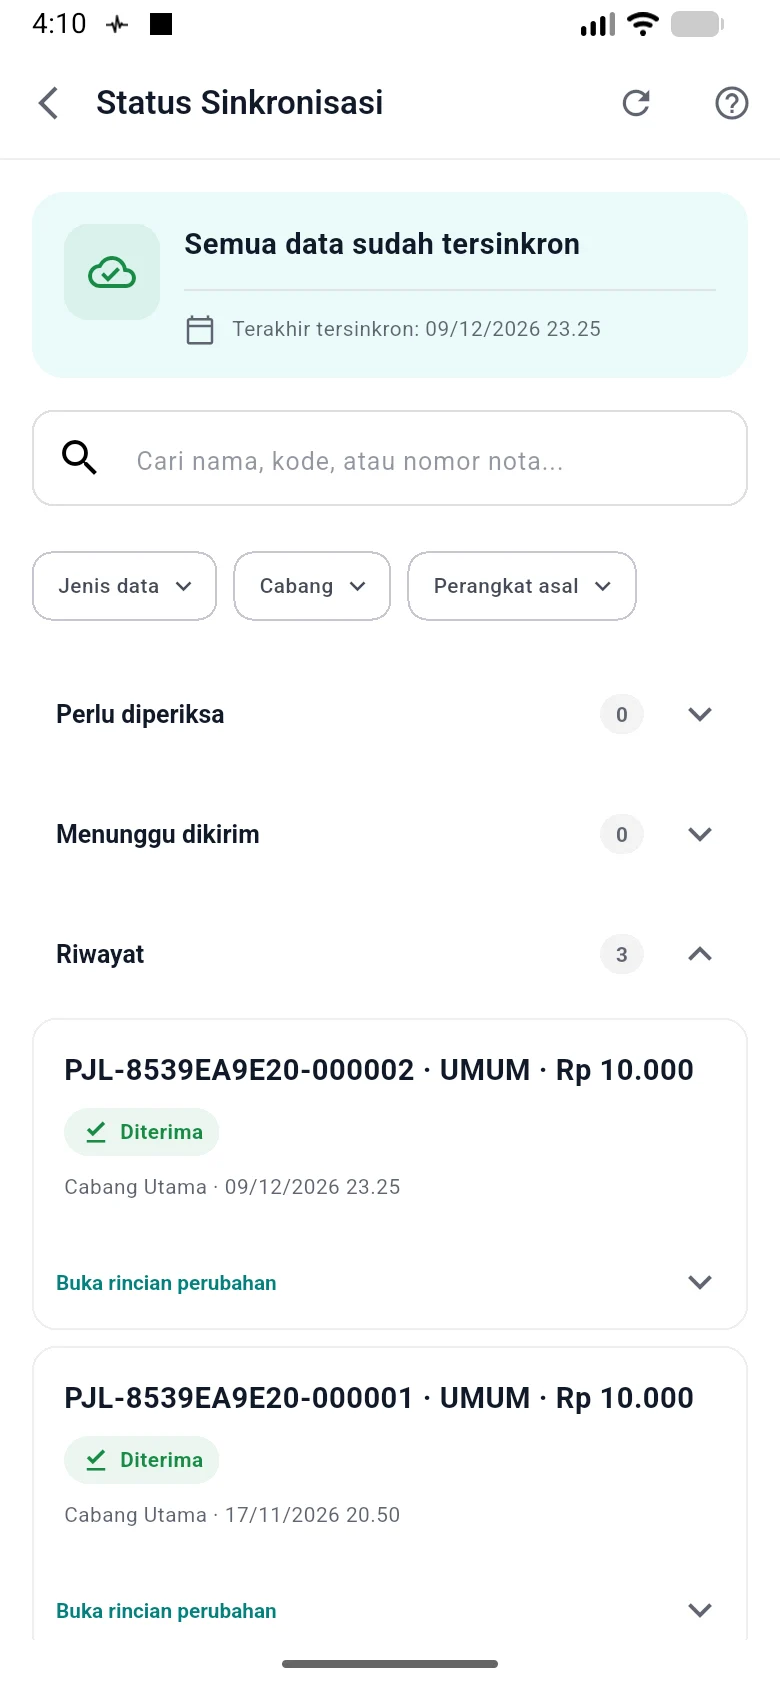 4:10
Status Sinkronisasi
Semua data sudah tersinkron
Terakhir tersinkron: 09/12/2026 23.25
Cari nama, kode, atau nomor nota...
Jenis data
Cabang
Perangkat asal
Perlu diperiksa
0
Menunggu dikirim
0
Riwayat
3
PJL-8539EA9E20-000002 · UMUM · Rp 10.000
Diterima
Cabang Utama · 09/12/2026 23.25
Buka rincian perubahan
PJL-8539EA9E20-000001 · UMUM · Rp 10.000
Diterima
Cabang Utama · 17/11/2026 20.50
Buka rincian perubahan